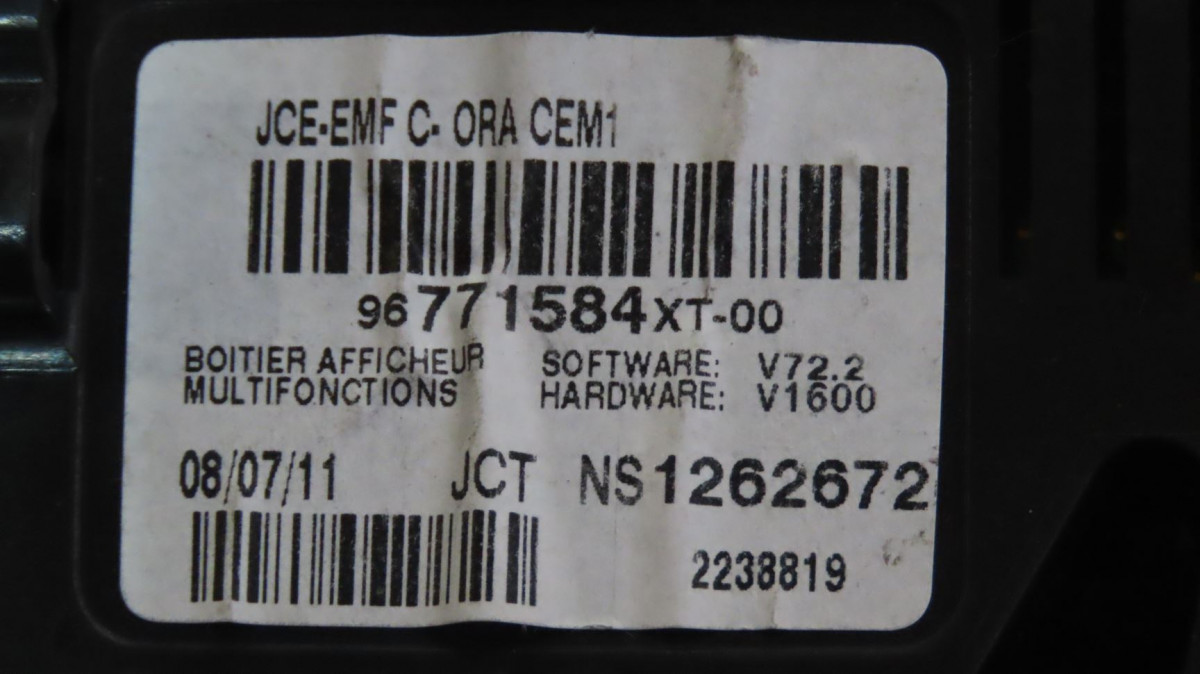 JCE-EMF C- ORA CEM1
96771584XT-00
BOITIER AFFICHEUR SOFTWARE: V72.2
MULTIFONCTIONS HARDWARE: V1600
08/07/11 JCT NS1262672
2238819